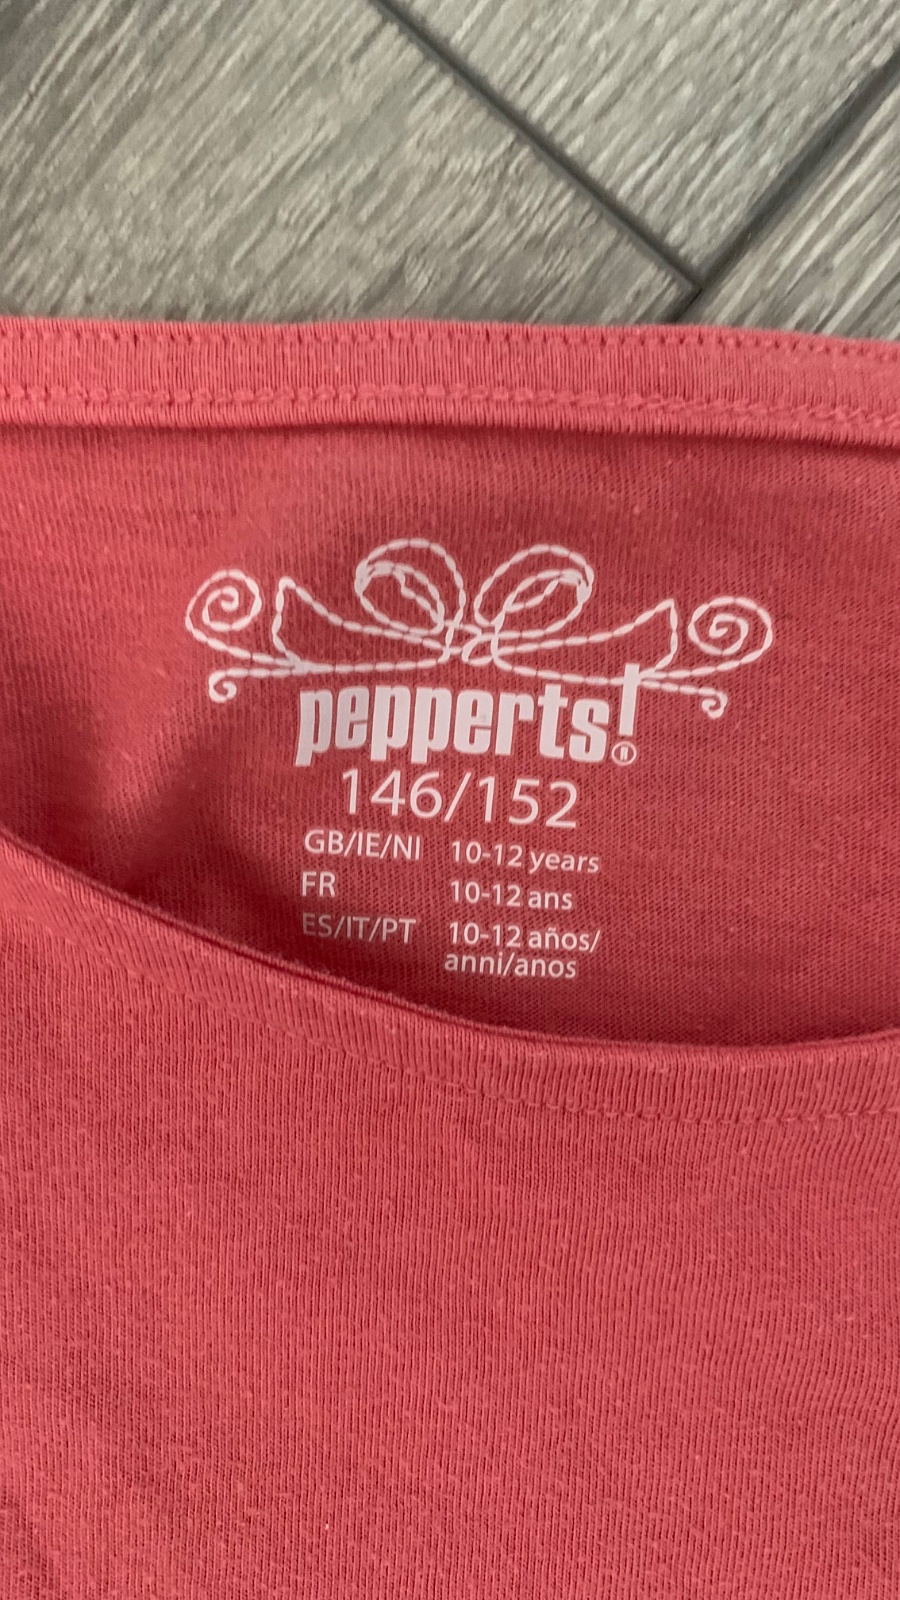 pepperts!®
146/152
GB/IE/NI 10-12 years
FR 10-12 ans
ES/IT/PT 10-12 años/
anni/anos